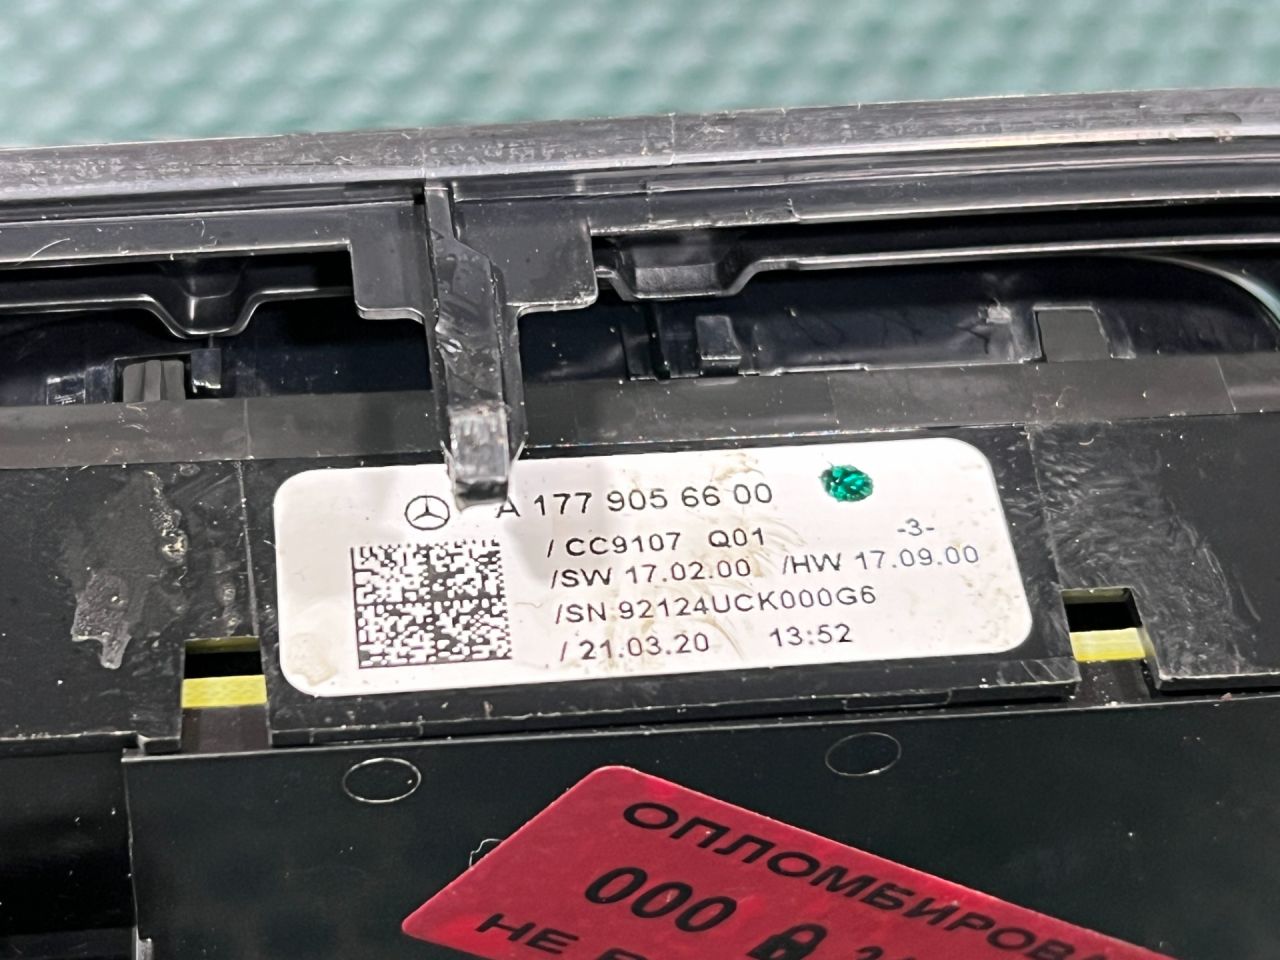 A 177 905 66 00
/ CC9107 Q01 -3-
/SW 17.02.00 /HW 17.09.00
/SN 92124UCK000G6
/ 21.03.20 13:52
000
НЕ